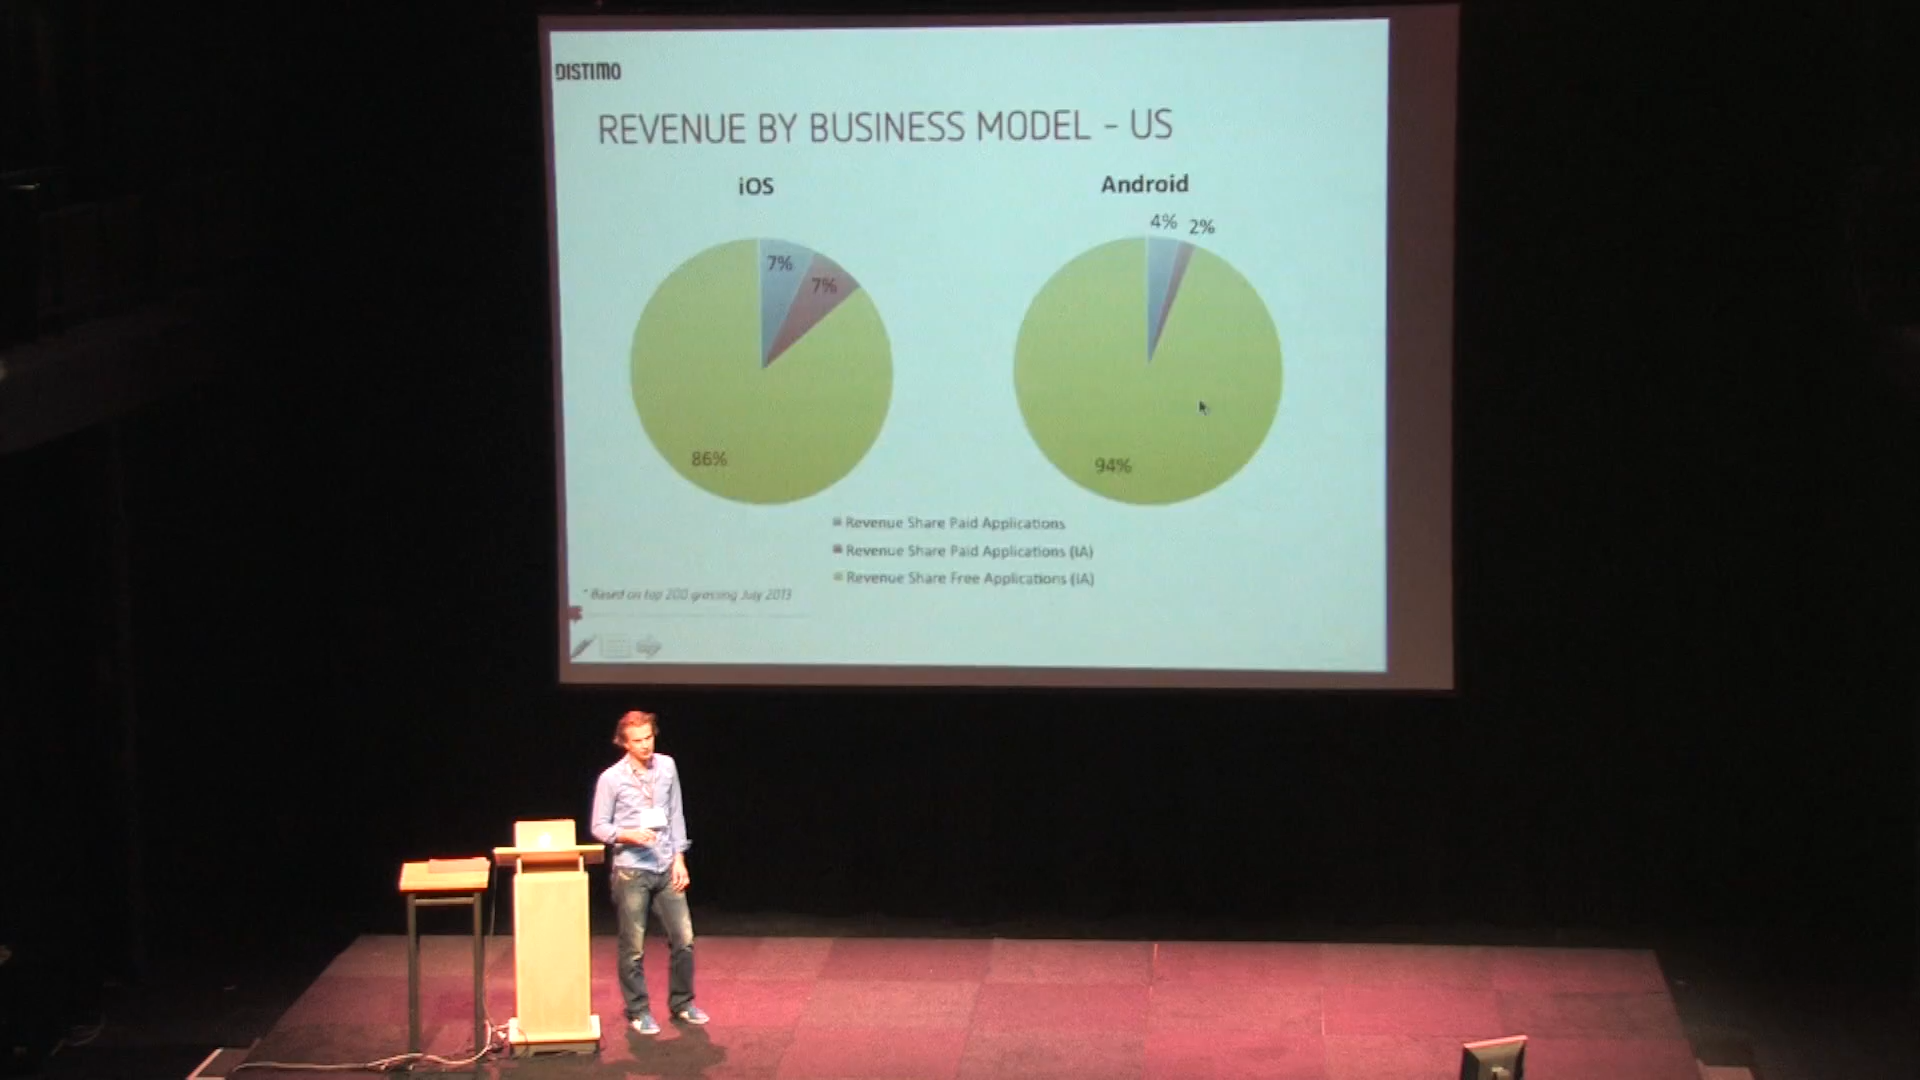 DISTIMO
REVENUE BY BUSINESS MODEL - US
iOS
Android
4% 2%
7%
7%
86%
94%
Revenue Share Paid Applications
Revenue Share Paid Applications (IA)
Revenue Share Free Applications (IA)
* Based on top 200 grossing July 2013